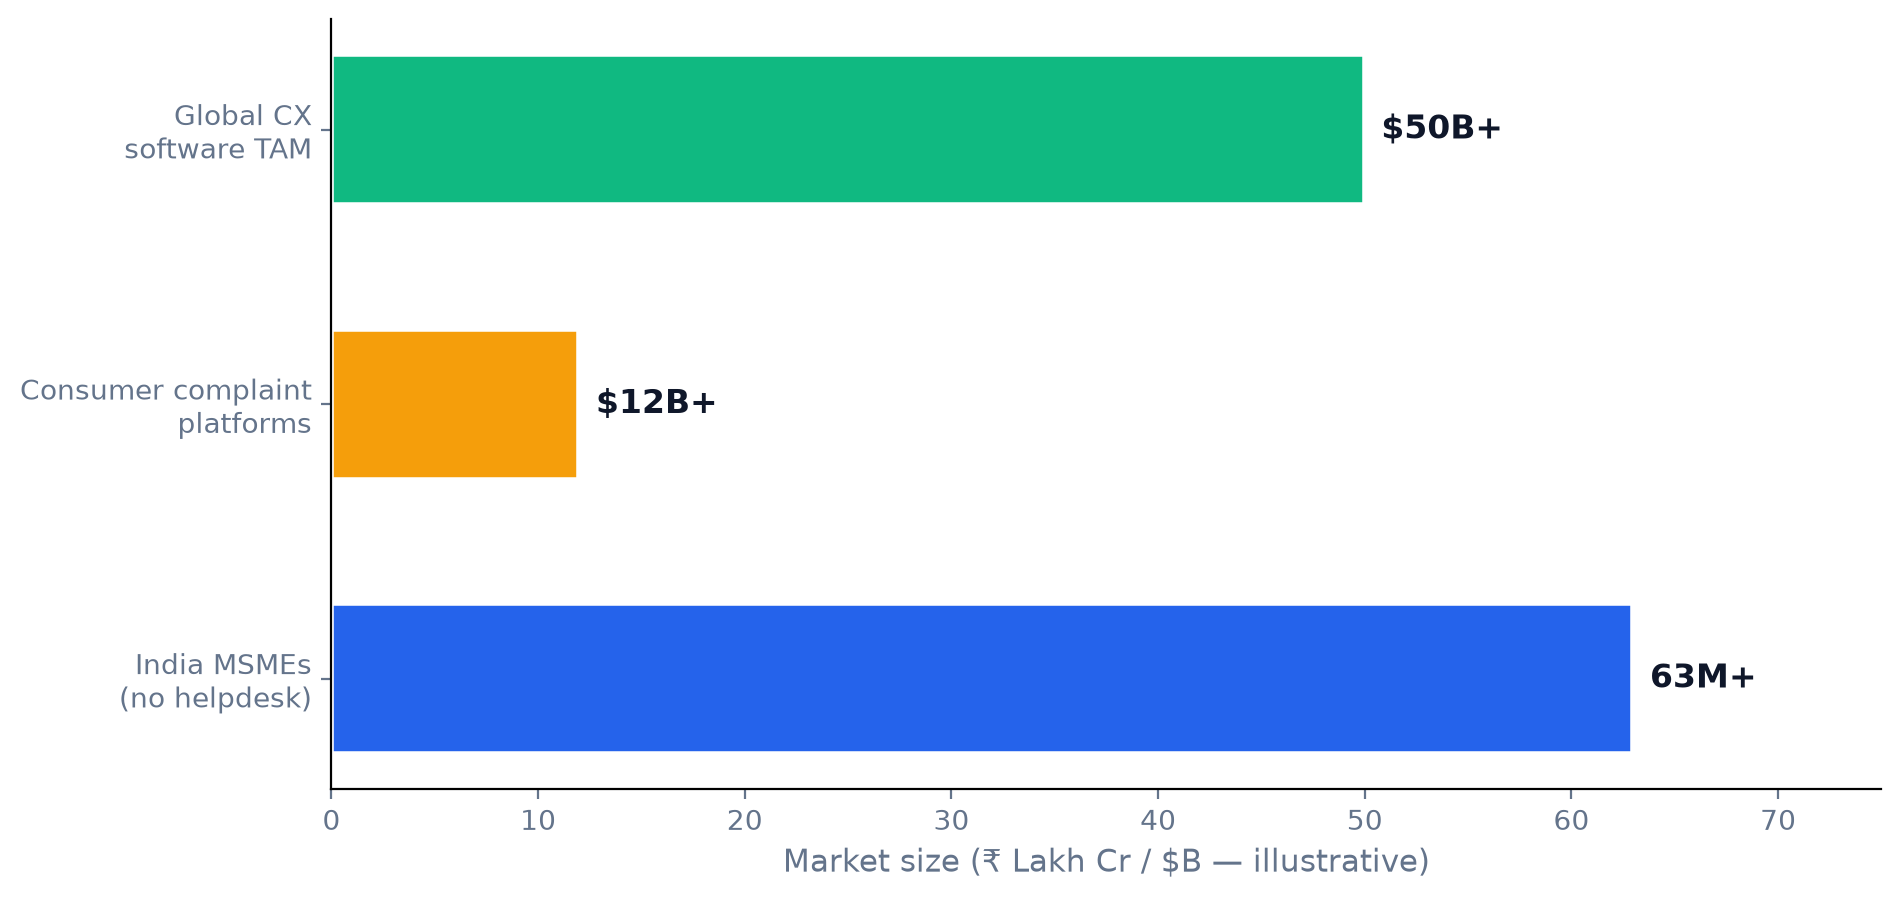 Global CX
software TAM
$50B+
Consumer complaint
platforms
$12B+
India MSMEs
(no helpdesk)
63M+
0 10 20 30 40 50 60 70
Market size (₹ Lakh Cr / $B — illustrative)